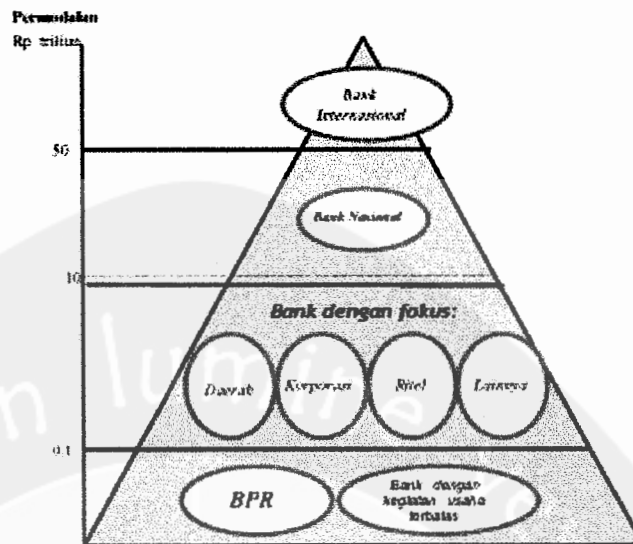 Permodalan
Rp triliun
Bank
Internasional
50
Bank Nasional
10
Bank dengan fokus:
Daerah
Korporasi
Ritel
Lainnya
0.1
BPR
Bank dengan
kegiatan usaha
terbatas